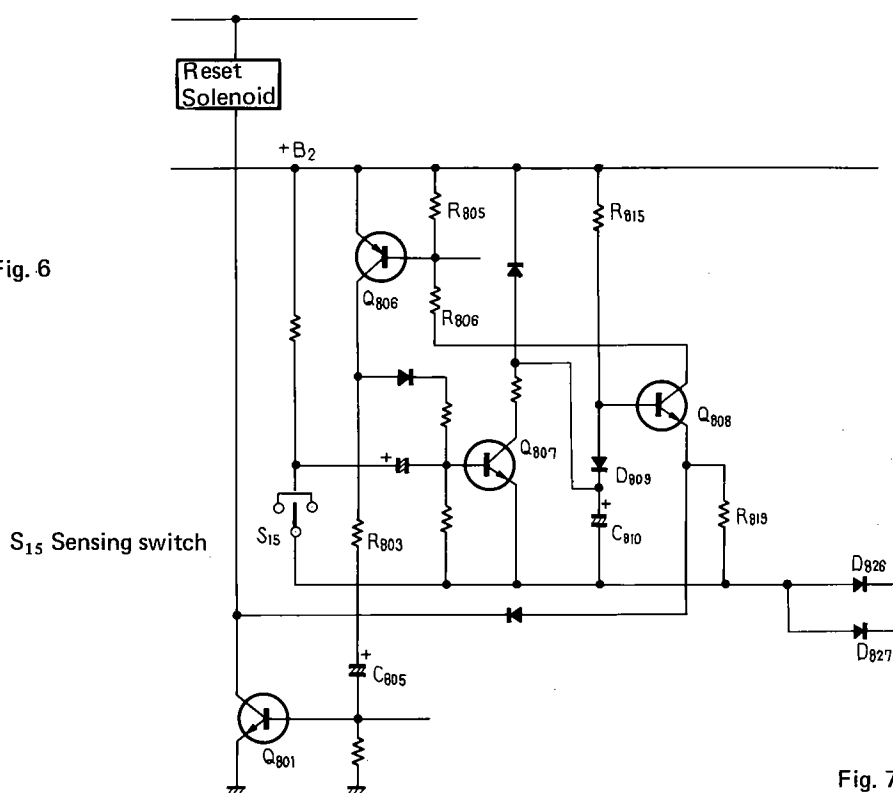 Reset
Solenoid
+B2
R805
R815
Fig. 6
Q806
R806
Q808
+
Q807
D809
+
C810
R819
S15
R803
S15 Sensing switch
D826
D827
+
C805
Q801
Fig. 7